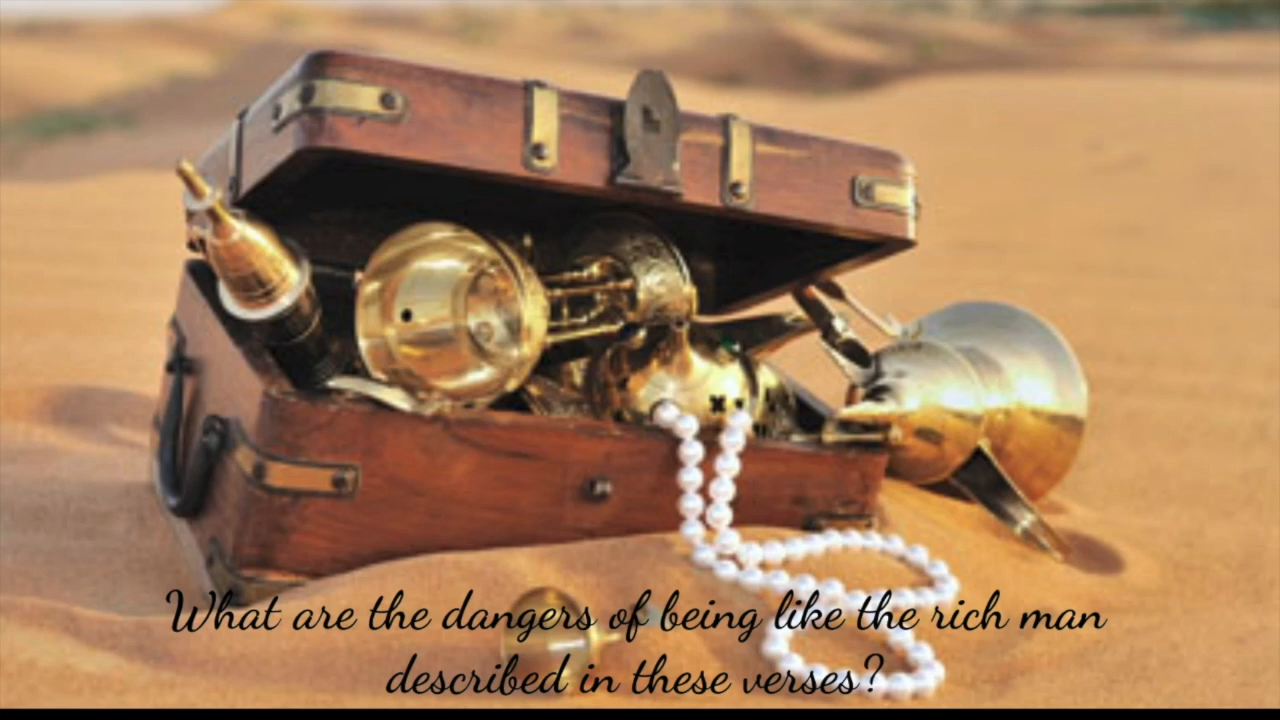 What are the dangers of being like the rich man
described in these verses?